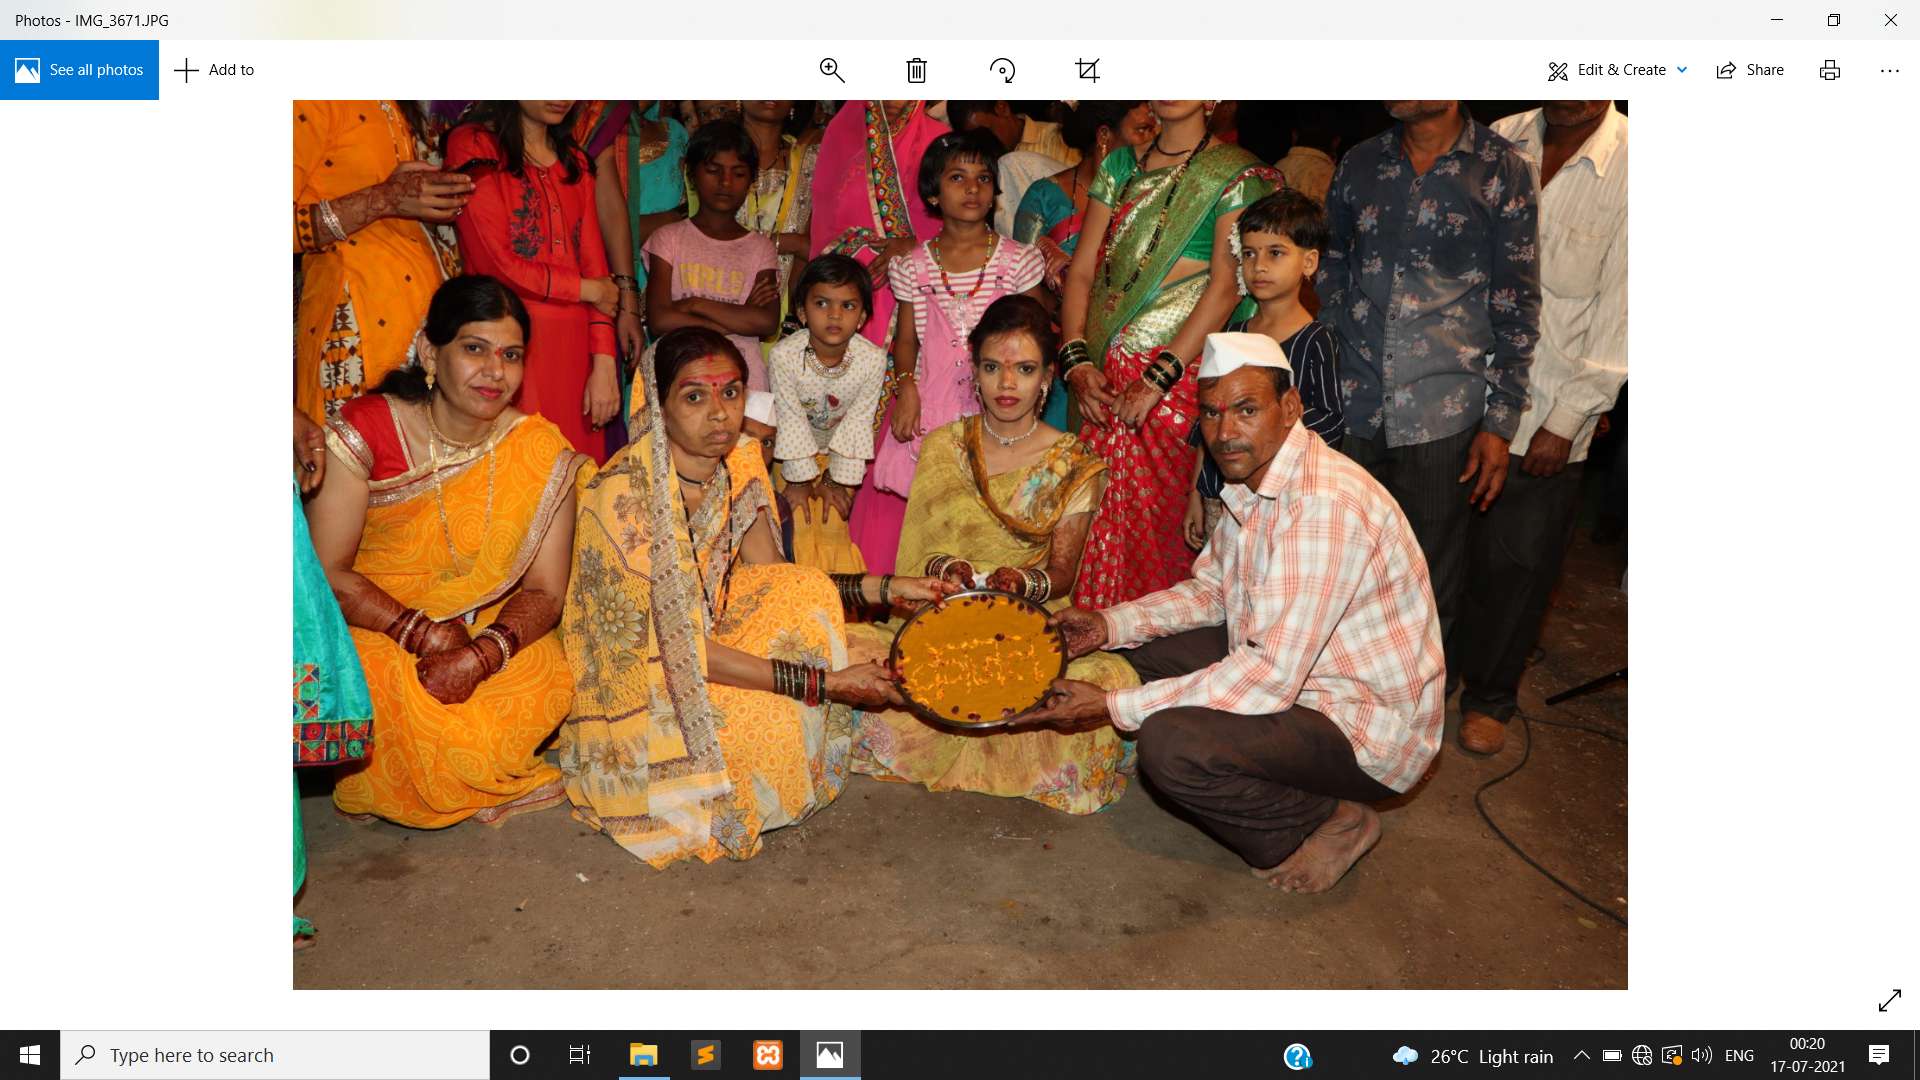 Photos - IMG_3671.JPG
See all photos
Add to
Edit & Create
Share
GIRLS
Type here to search
26°C Light rain
ENG
00:20
17-07-2021